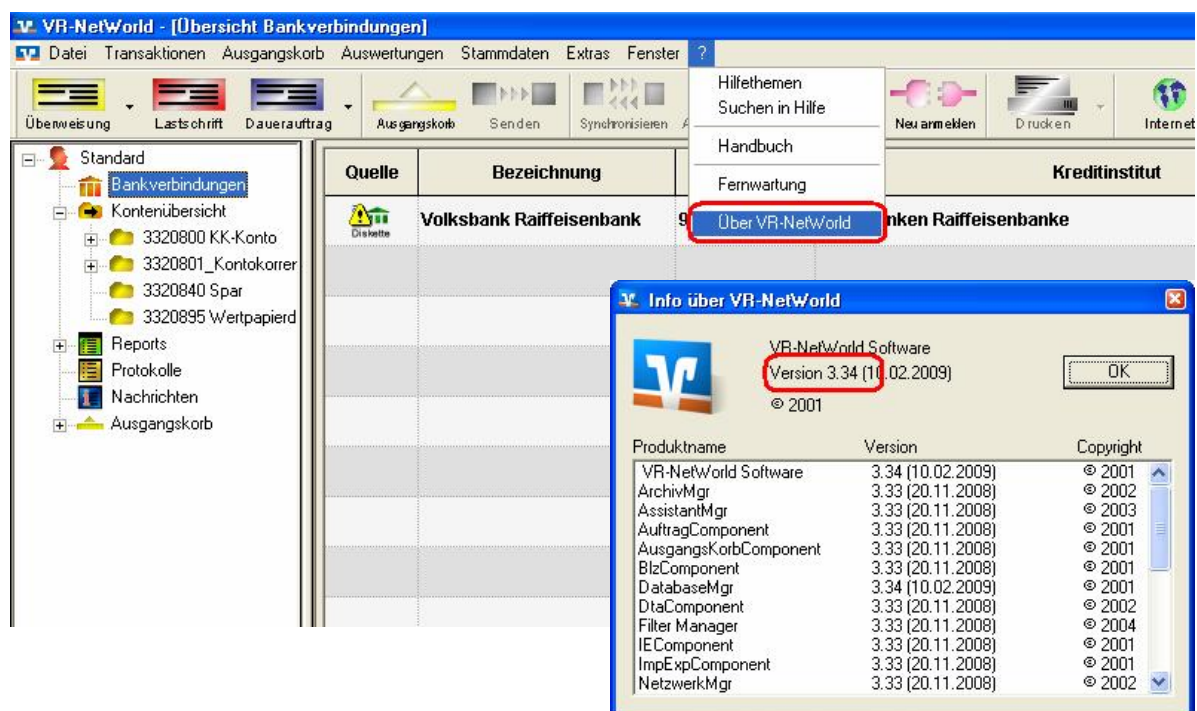 VR-NetWorld - [Übersicht Bankverbindungen]
Datei Transaktionen Ausgangskorb Auswertungen Stammdaten Extras Fenster ?
Überweisung Lastschrift Dauerauftrag Ausgangskorb Senden Synchronisieren Neu anmelden Drucken Internet
Hilfethemen
Suchen in Hilfe
Handbuch
Fernwartung
Über VR-NetWorld
Standard
Bankverbindungen
Kontenübersicht
3320800 KK-Konto
3320801_Kontokorrer
3320840 Spar
3320895 Wertpapierd
Reports
Protokolle
Nachrichten
Ausgangskorb
Quelle Bezeichnung Kreditinstitut
Diskette Volksbank Raiffeisenbank 9 nken Raiffeisenbanke
Info über VR-NetWorld
VR-NetWorld Software
Version 3.34 (10.02.2009)
© 2001
OK
Produktname Version Copyright
VR-NetWorld Software 3.34 (10.02.2009) © 2001
ArchivMgr 3.33 (20.11.2008) © 2002
AssistantMgr 3.33 (20.11.2008) © 2003
AuftragComponent 3.33 (20.11.2008) © 2001
AusgangsKorbComponent 3.33 (20.11.2008) © 2001
BlzComponent 3.33 (20.11.2008) © 2001
DatabaseMgr 3.34 (10.02.2009) © 2001
DtaComponent 3.33 (20.11.2008) © 2002
Filter Manager 3.33 (20.11.2008) © 2004
IEComponent 3.33 (20.11.2008) © 2001
ImpExpComponent 3.33 (20.11.2008) © 2001
NetzwerkMgr 3.33 (20.11.2008) © 2002